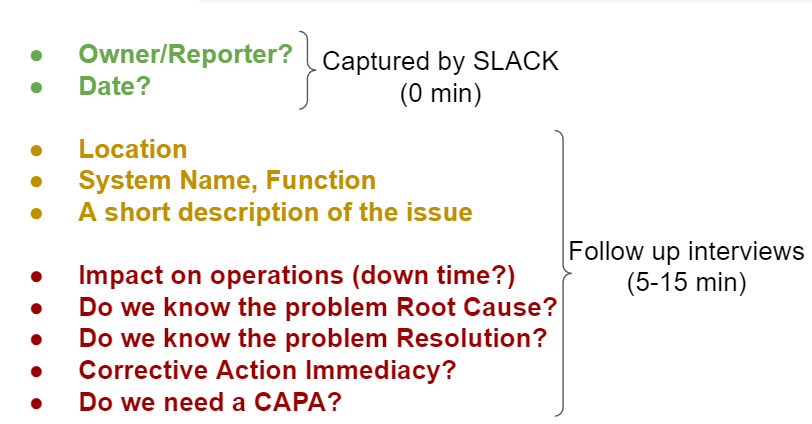 Owner/Reporter?
Date?
Captured by SLACK
(0 min)
Location
System Name, Function
A short description of the issue
Impact on operations (down time?)
Do we know the problem Root Cause?
Do we know the problem Resolution?
Corrective Action Immediacy?
Do we need a CAPA?
Follow up interviews
(5-15 min)